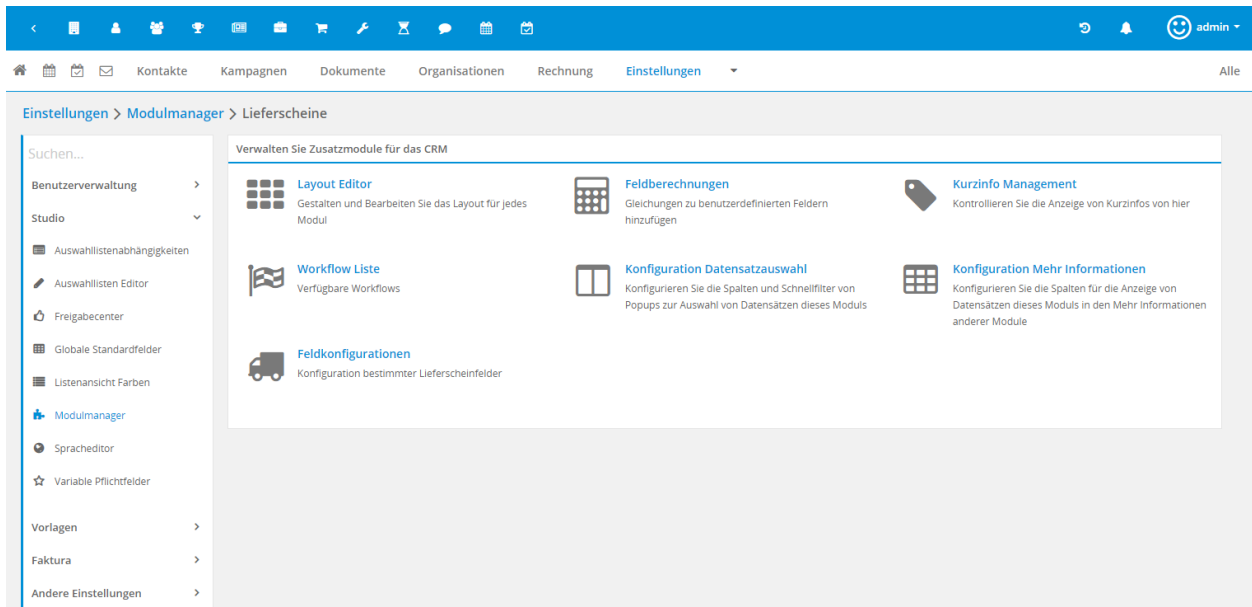 admin
Kontakte Kampagnen Dokumente Organisationen Rechnung Einstellungen Alle
Einstellungen > Modulmanager > Lieferscheine
Suchen...
Benutzerverwaltung
Studio
Auswahllistenabhängigkeiten
Auswahllisten Editor
Freigabecenter
Globale Standardfelder
Listenansicht Farben
Modulmanager
Spracheditor
Variable Pflichtfelder
Vorlagen
Faktura
Andere Einstellungen
Verwalten Sie Zusatzmodule für das CRM
Layout Editor
Gestalten und Bearbeiten Sie das Layout für jedes
Modul
Feldberechnungen
Gleichungen zu benutzerdefinierten Feldern
hinzufügen
Kurzinfo Management
Kontrollieren Sie die Anzeige von Kurzinfos von hier
Workflow Liste
Verfügbare Workflows
Konfiguration Datensatzauswahl
Konfigurieren Sie die Spalten und Schnellfilter von
Popups zur Auswahl von Datensätzen dieses Moduls
Konfiguration Mehr Informationen
Konfigurieren Sie die Spalten für die Anzeige von
Datensätzen dieses Moduls in den Mehr Informationen
anderer Module
Feldkonfigurationen
Konfiguration bestimmter Lieferscheinfelder